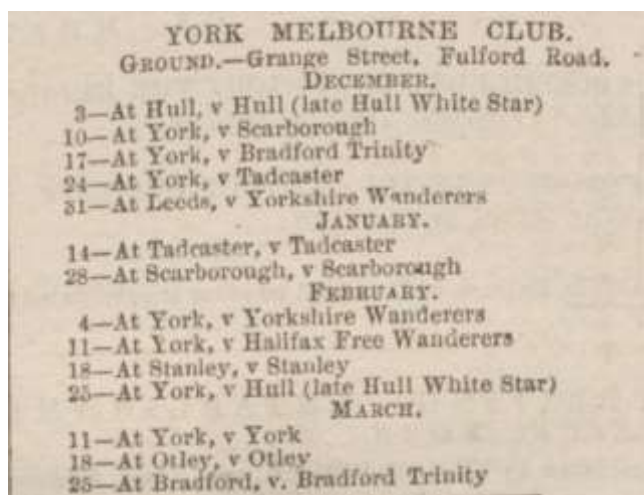 YORK MELBOURNE CLUB.
GROUND.—Grange Street, Fulford Road.
DECEMBER.
3—At Hull, v Hull (late Hull White Star)
10—At York, v Scarborough
17—At York, v Bradford Trinity
24—At York, v Tadcaster
31—At Leeds, v Yorkshire Wanderers
JANUARY.
14—At Tadcaster, v Tadcaster
28—At Scarborough, v Scarborough
FEBRUARY.
4—At York, v Yorkshire Wanderers
11—At York, v Halifax Free Wanderers
18—At Stanley, v Stanley
25—At York, v Hull (late Hull White Star)
MARCH.
11—At York, v York
18—At Otley, v Otley
25—At Bradford, v. Bradford Trinity